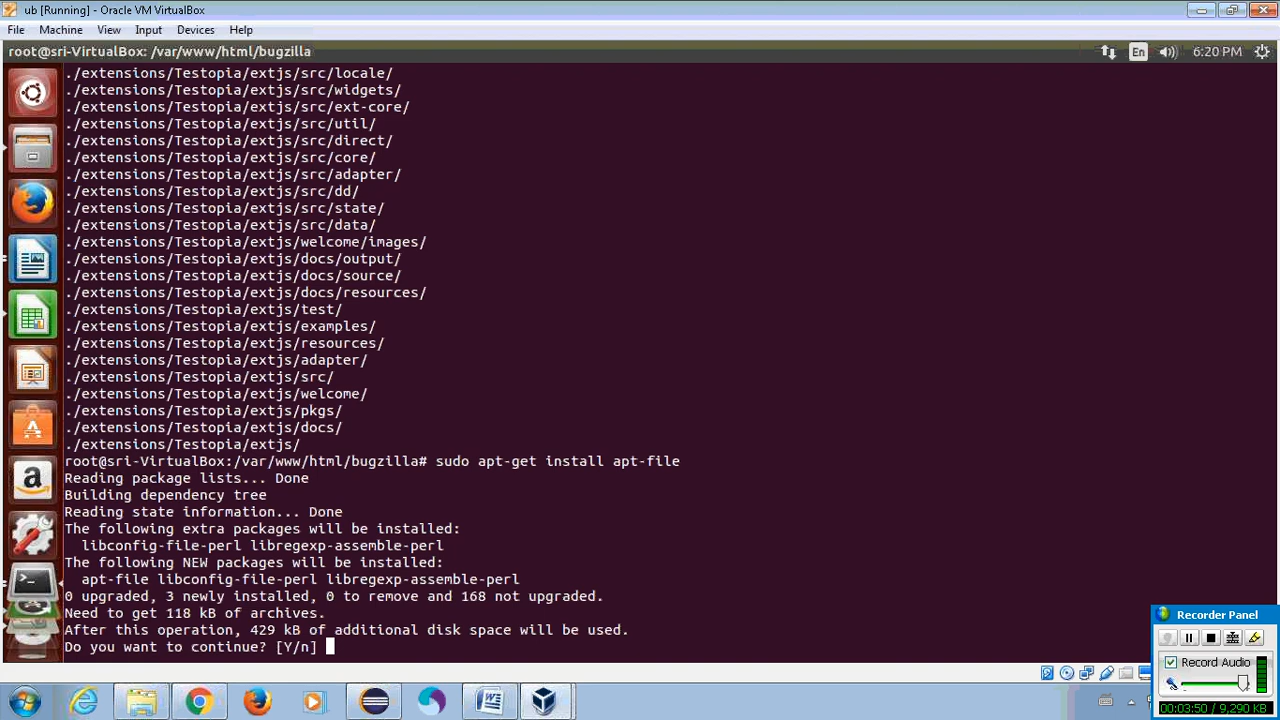 ub [Running] - Oracle VM VirtualBox
File Machine View Input Devices Help
root@sri-VirtualBox: /var/www/html/bugzilla
En 6:20 PM
./extensions/Testopia/extjs/src/locale/
./extensions/Testopia/extjs/src/widgets/
./extensions/Testopia/extjs/src/ext-core/
./extensions/Testopia/extjs/src/util/
./extensions/Testopia/extjs/src/direct/
./extensions/Testopia/extjs/src/core/
./extensions/Testopia/extjs/src/adapter/
./extensions/Testopia/extjs/src/dd/
./extensions/Testopia/extjs/src/state/
./extensions/Testopia/extjs/src/data/
./extensions/Testopia/extjs/welcome/images/
./extensions/Testopia/extjs/docs/output/
./extensions/Testopia/extjs/docs/source/
./extensions/Testopia/extjs/docs/resources/
./extensions/Testopia/extjs/test/
./extensions/Testopia/extjs/examples/
./extensions/Testopia/extjs/resources/
./extensions/Testopia/extjs/adapter/
./extensions/Testopia/extjs/src/
./extensions/Testopia/extjs/welcome/
./extensions/Testopia/extjs/pkgs/
./extensions/Testopia/extjs/docs/
./extensions/Testopia/extjs/
root@sri-VirtualBox:/var/www/html/bugzilla# sudo apt-get install apt-file
Reading package lists... Done
Building dependency tree
Reading state information... Done
The following extra packages will be installed:
libconfig-file-perl libregexp-assemble-perl
The following NEW packages will be installed:
apt-file libconfig-file-perl libregexp-assemble-perl
0 upgraded, 3 newly installed, 0 to remove and 168 not upgraded.
Need to get 118 kB of archives.
After this operation, 429 kB of additional disk space will be used.
Do you want to continue? [Y/n]
Recorder Panel
Record Audio
00:03:50 / 9,290 KB